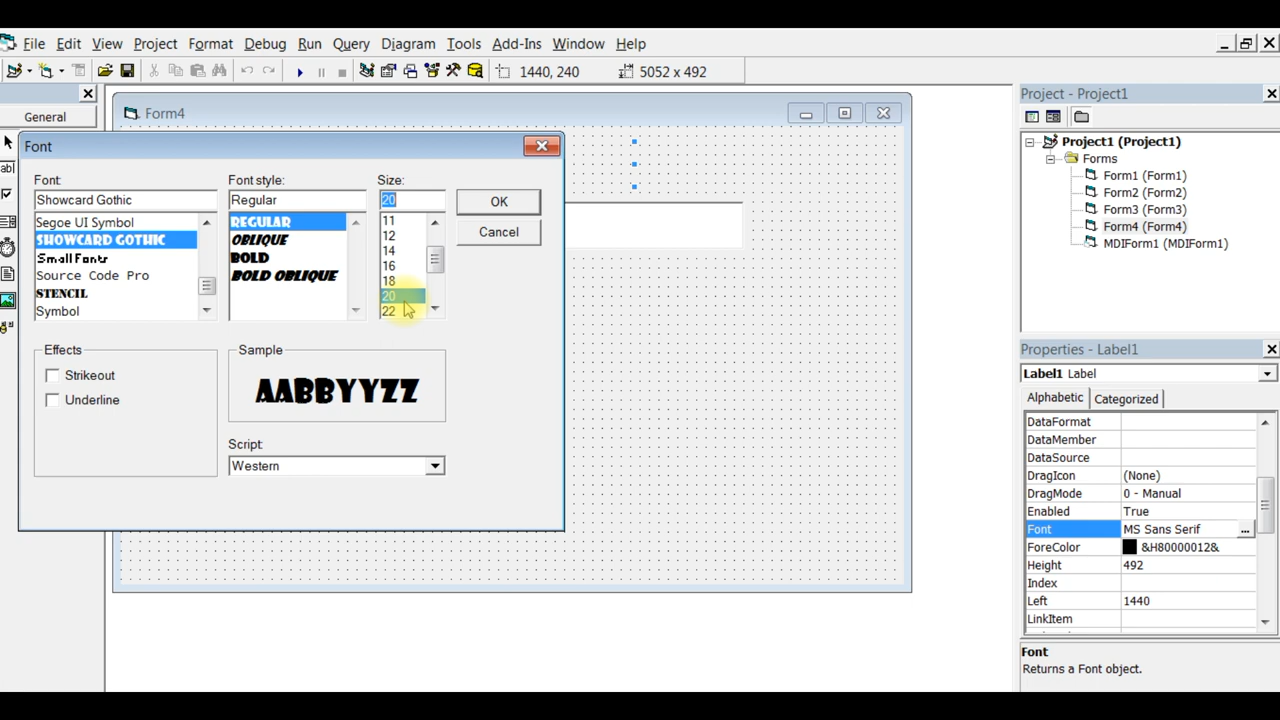 File Edit View Project Format Debug Run Query Diagram Tools Add-Ins Window Help
1440, 240 5052 x 492
General
Form4
Font
Font:
Showcard Gothic
Segoe UI Symbol
SHOWCARD GOTHIC
Small Fonts
Source Code Pro
STENCIL
Symbol
Font style:
Regular
REGULAR
OBLIQUE
BOLD
BOLD OBLIQUE
Size:
20
11
12
14
16
18
20
22
OK
Cancel
Effects
Strikeout
Underline
Sample
AABBYYZZ
Script:
Western
Project - Project1
Project1 (Project1)
Forms
Form1 (Form1)
Form2 (Form2)
Form3 (Form3)
Form4 (Form4)
MDIForm1 (MDIForm1)
Properties - Label1
Label1 Label
Alphabetic Categorized
DataFormat
DataMember
DataSource
DragIcon (None)
DragMode 0 - Manual
Enabled True
Font MS Sans Serif ...
ForeColor &H80000012&
Height 492
Index
Left 1440
LinkItem
Font
Returns a Font object.